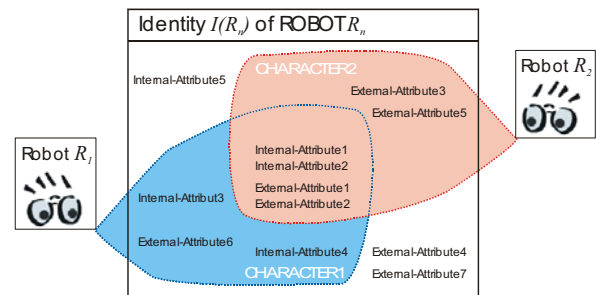 Identity I(Rₙ) of ROBOT Rₙ
CHARACTER2
Internal-Attribute5
External-Attribute3
External-Attribute5
Robot R₂
Robot R₁
Internal-Attribute1
Internal-Attribute2
External-Attribute1
External-Attribute2
Internal-Attribut3
External-Attribute6
Internal-Attribute4
External-Attribute4
CHARACTER1
External-Attribute7